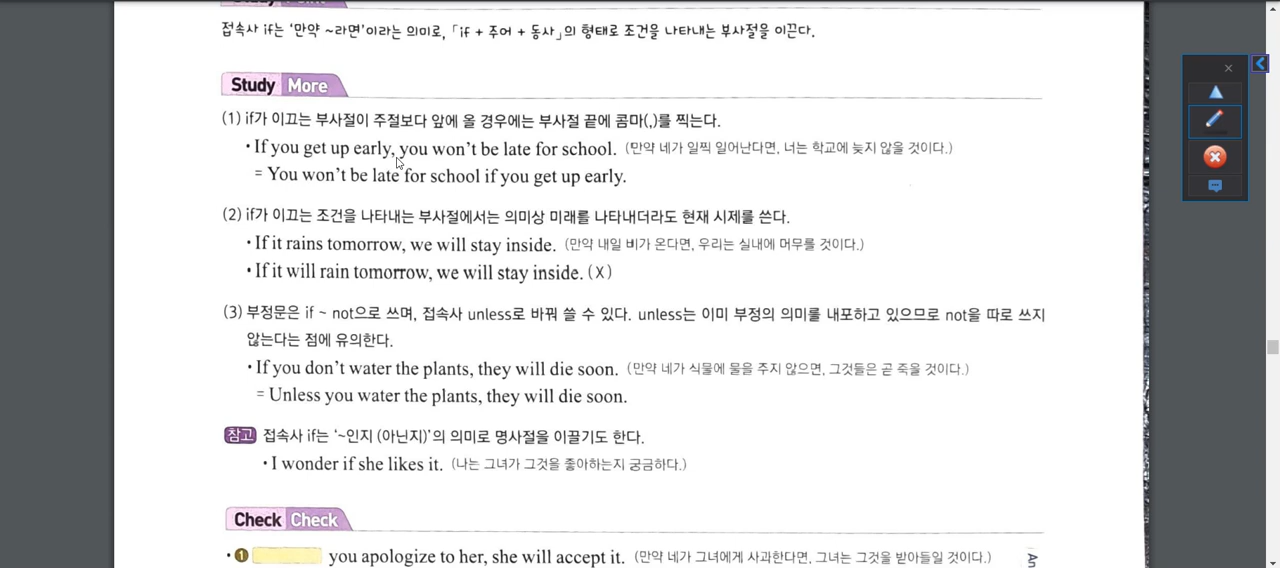 접속사 if는 ‘만약 ~라면’이라는 의미로, 「if + 주어 + 동사」의 형태로 조건을 나타내는 부사절을 이끈다.
Study More
(1) if가 이끄는 부사절이 주절보다 앞에 올 경우에는 부사절 끝에 콤마(,)를 찍는다.
• If you get up early, you won’t be late for school. (만약 네가 일찍 일어난다면, 너는 학교에 늦지 않을 것이다.)
= You won’t be late for school if you get up early.
(2) if가 이끄는 조건을 나타내는 부사절에서는 의미상 미래를 나타내더라도 현재 시제를 쓴다.
• If it rains tomorrow, we will stay inside. (만약 내일 비가 온다면, 우리는 실내에 머무를 것이다.)
• If it will rain tomorrow, we will stay inside. (X)
(3) 부정문은 if ~ not으로 쓰며, 접속사 unless로 바꿔 쓸 수 있다. unless는 이미 부정의 의미를 내포하고 있으므로 not을 따로 쓰지
않는다는 점에 유의한다.
• If you don’t water the plants, they will die soon. (만약 네가 식물에 물을 주지 않으면, 그것들은 곧 죽을 것이다.)
= Unless you water the plants, they will die soon.
참고 접속사 if는 ‘~인지 (아닌지)’의 의미로 명사절을 이끌기도 한다.
• I wonder if she likes it. (나는 그녀가 그것을 좋아하는지 궁금하다.)
Check Check
• 1 you apologize to her, she will accept it. (만약 네가 그녀에게 사과한다면, 그녀는 그것을 받아들일 것이다.)
An